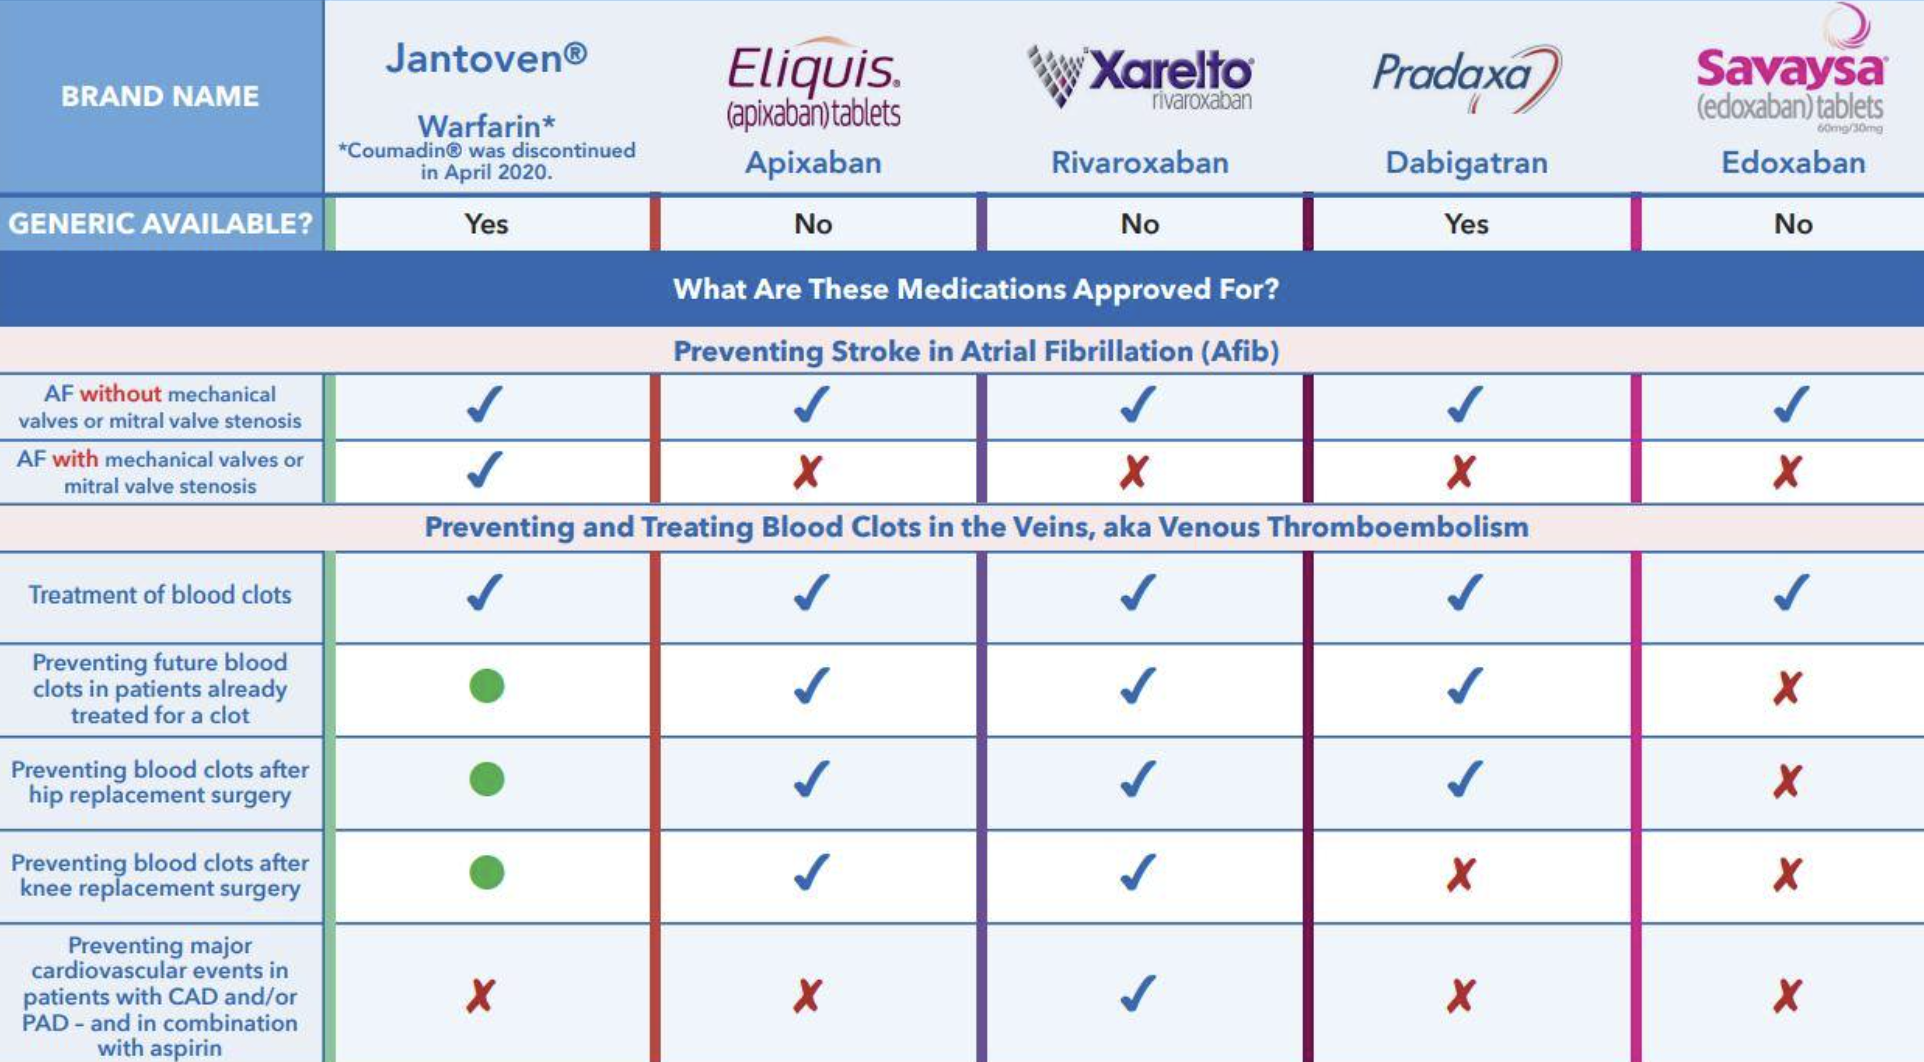 BRAND NAME
Jantoven®
Warfarin*
*Coumadin® was discontinued
in April 2020.
Eliquis.
(apixaban) tablets
Apixaban
Xarelto®
rivaroxaban
Rivaroxaban
Pradaxa
Dabigatran
Savaysa®
(edoxaban) tablets
60mg/30mg
Edoxaban
GENERIC AVAILABLE?
Yes
No
No
Yes
No
What Are These Medications Approved For?
Preventing Stroke in Atrial Fibrillation (Afib)
AF without mechanical
valves or mitral valve stenosis
✓ ✓ ✓ ✓ ✓
AF with mechanical valves or
mitral valve stenosis
✓ ✗ ✗ ✗ ✗
Preventing and Treating Blood Clots in the Veins, aka Venous Thromboembolism
Treatment of blood clots
✓ ✓ ✓ ✓ ✓
Preventing future blood
clots in patients already
treated for a clot
● ✓ ✓ ✓ ✗
Preventing blood clots after
hip replacement surgery
● ✓ ✓ ✓ ✗
Preventing blood clots after
knee replacement surgery
● ✓ ✓ ✗ ✗
Preventing major
cardiovascular events in
patients with CAD and/or
PAD – and in combination
with aspirin
✗ ✗ ✓ ✗ ✗